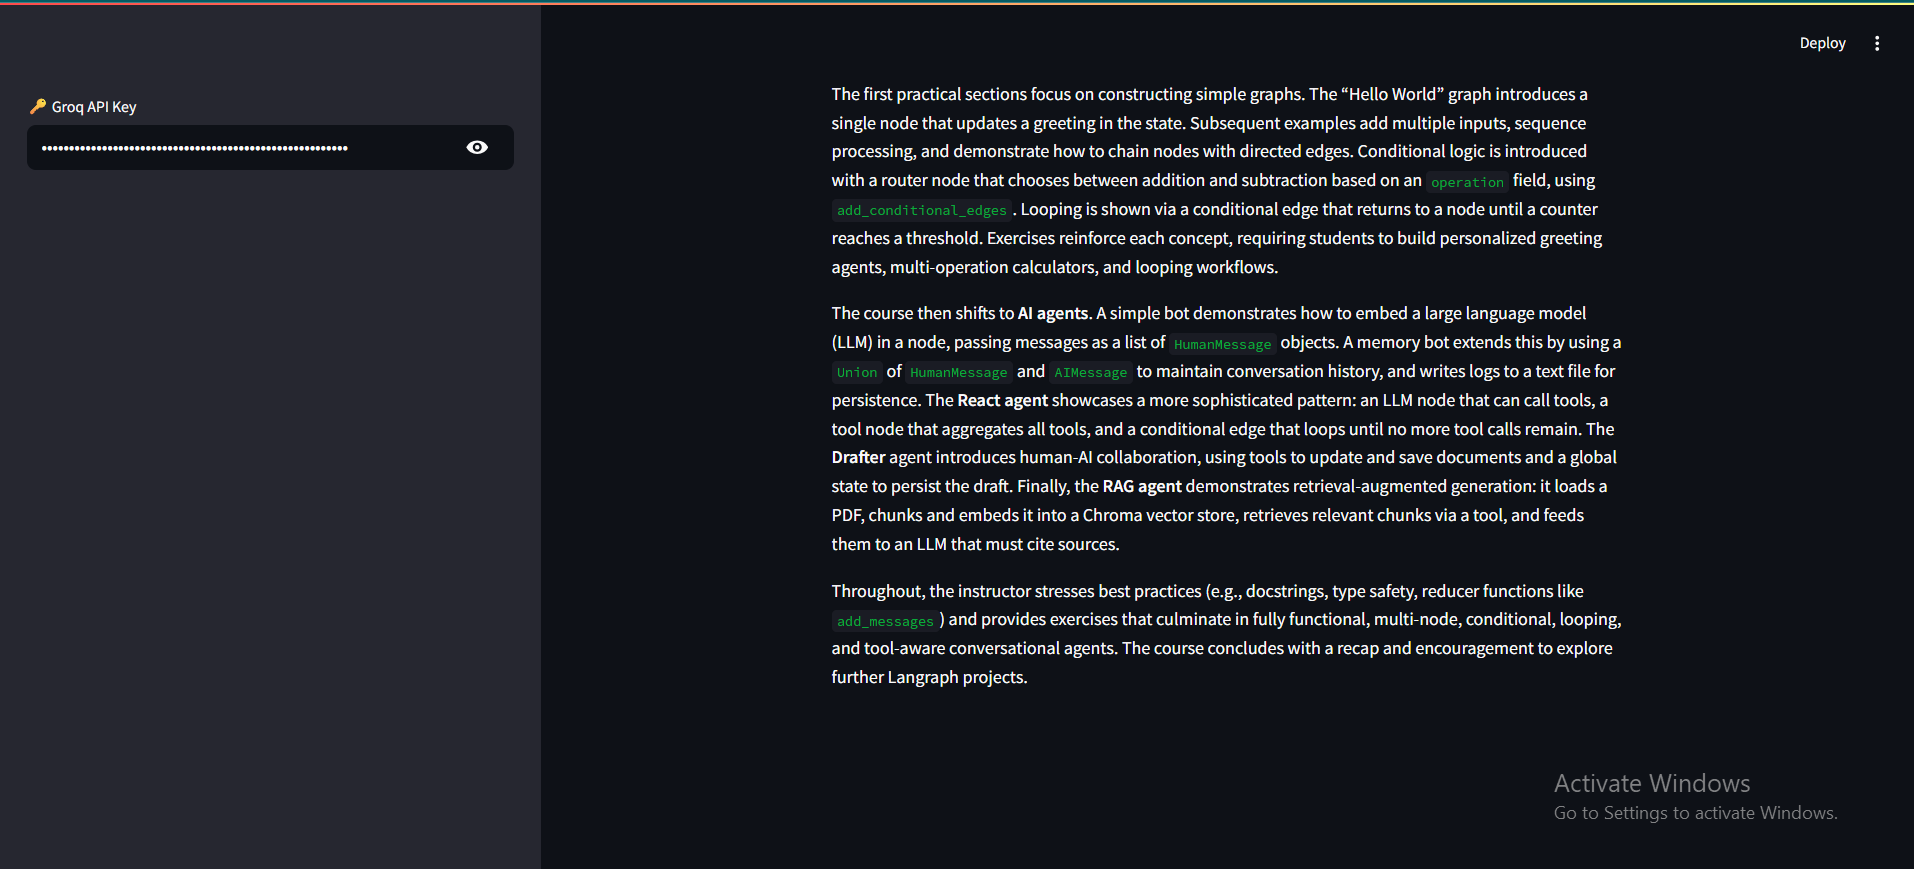 Deploy
🔑 Groq API Key
••••••••••••••••••••••••••••••••••••••••••••••••••••••••
The first practical sections focus on constructing simple graphs. The “Hello World” graph introduces a
single node that updates a greeting in the state. Subsequent examples add multiple inputs, sequence
processing, and demonstrate how to chain nodes with directed edges. Conditional logic is introduced
with a router node that chooses between addition and subtraction based on an operation field, using
add_conditional_edges. Looping is shown via a conditional edge that returns to a node until a counter
reaches a threshold. Exercises reinforce each concept, requiring students to build personalized greeting
agents, multi-operation calculators, and looping workflows.
The course then shifts to AI agents. A simple bot demonstrates how to embed a large language model
(LLM) in a node, passing messages as a list of HumanMessage objects. A memory bot extends this by using a
Union of HumanMessage and AIMessage to maintain conversation history, and writes logs to a text file for
persistence. The React agent showcases a more sophisticated pattern: an LLM node that can call tools, a
tool node that aggregates all tools, and a conditional edge that loops until no more tool calls remain. The
Drafter agent introduces human-AI collaboration, using tools to update and save documents and a global
state to persist the draft. Finally, the RAG agent demonstrates retrieval-augmented generation: it loads a
PDF, chunks and embeds it into a Chroma vector store, retrieves relevant chunks via a tool, and feeds
them to an LLM that must cite sources.
Throughout, the instructor stresses best practices (e.g., docstrings, type safety, reducer functions like
add_messages) and provides exercises that culminate in fully functional, multi-node, conditional, looping,
and tool-aware conversational agents. The course concludes with a recap and encouragement to explore
further Langraph projects.
Activate Windows
Go to Settings to activate Windows.